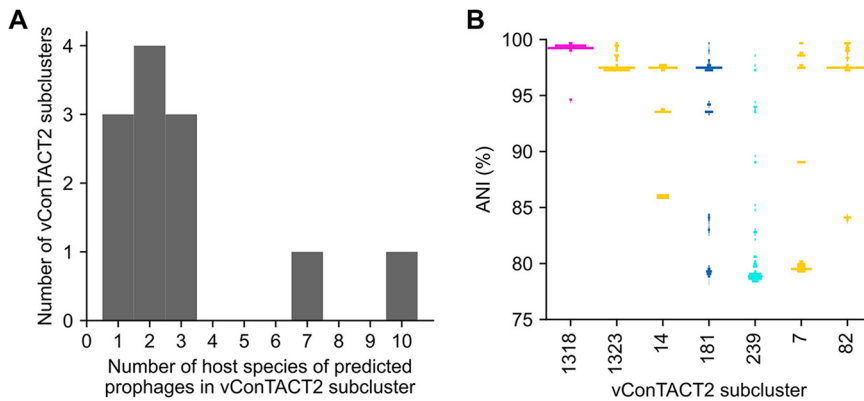 A
Number of vConTACT2 subclusters
4
3
2
1
0
0 1 2 3 4 5 6 7 8 9 10
Number of host species of predicted
prophages in vConTACT2 subcluster
B
ANI (%)
100
95
90
85
80
75
1318 1323 14 181 239 7 82
vConTACT2 subcluster